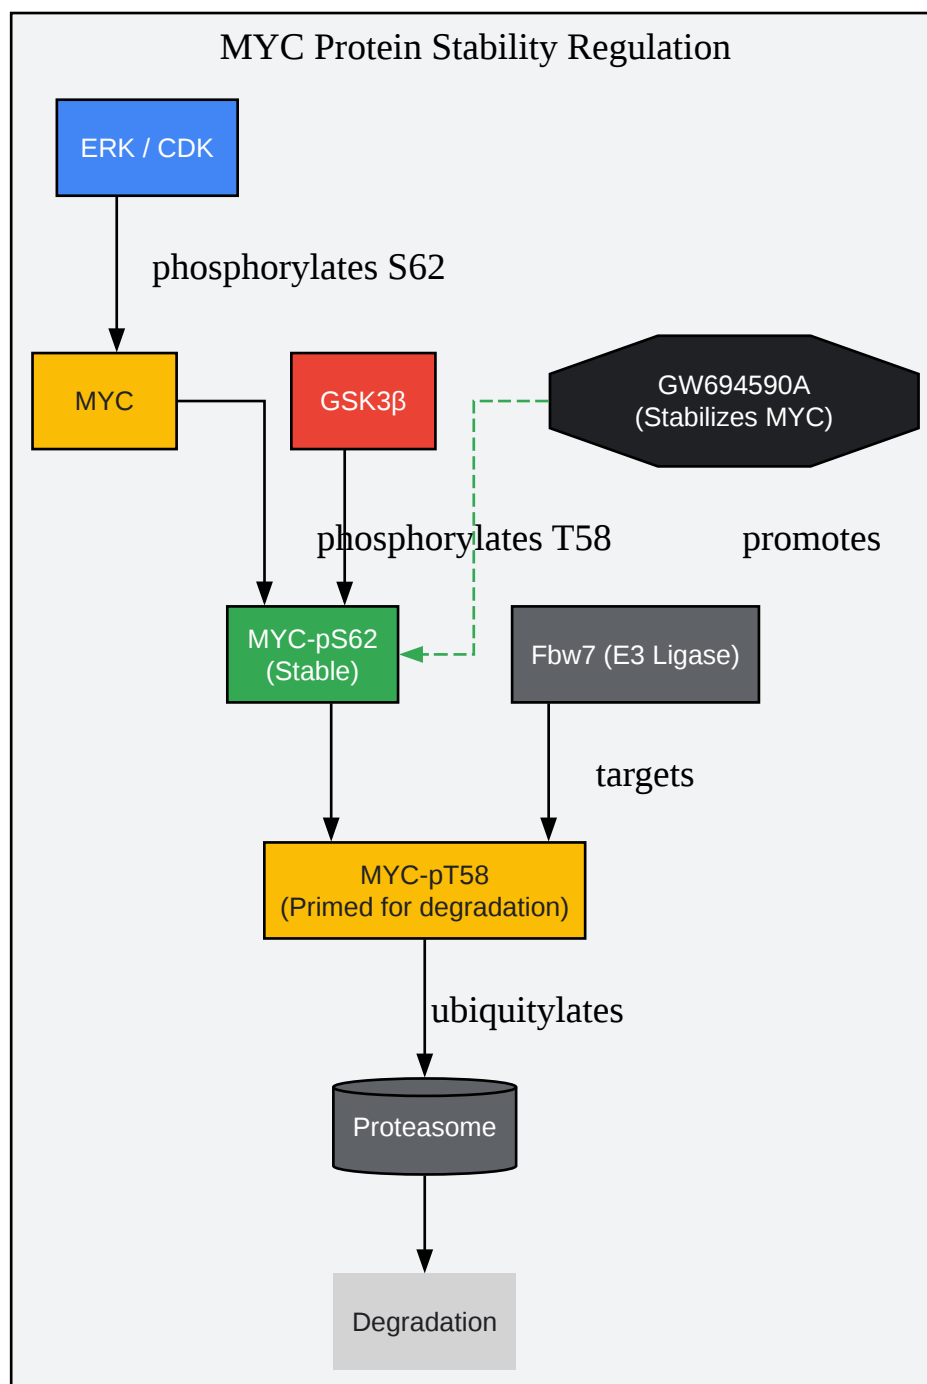 MYC Protein Stability Regulation
ERK / CDK
phosphorylates S62
MYC
GSK3β
GW694590A
(Stabilizes MYC)
phosphorylates T58
promotes
MYC-pS62
(Stable)
Fbw7 (E3 Ligase)
targets
MYC-pT58
(Primed for degradation)
ubiquitylates
Proteasome
Degradation